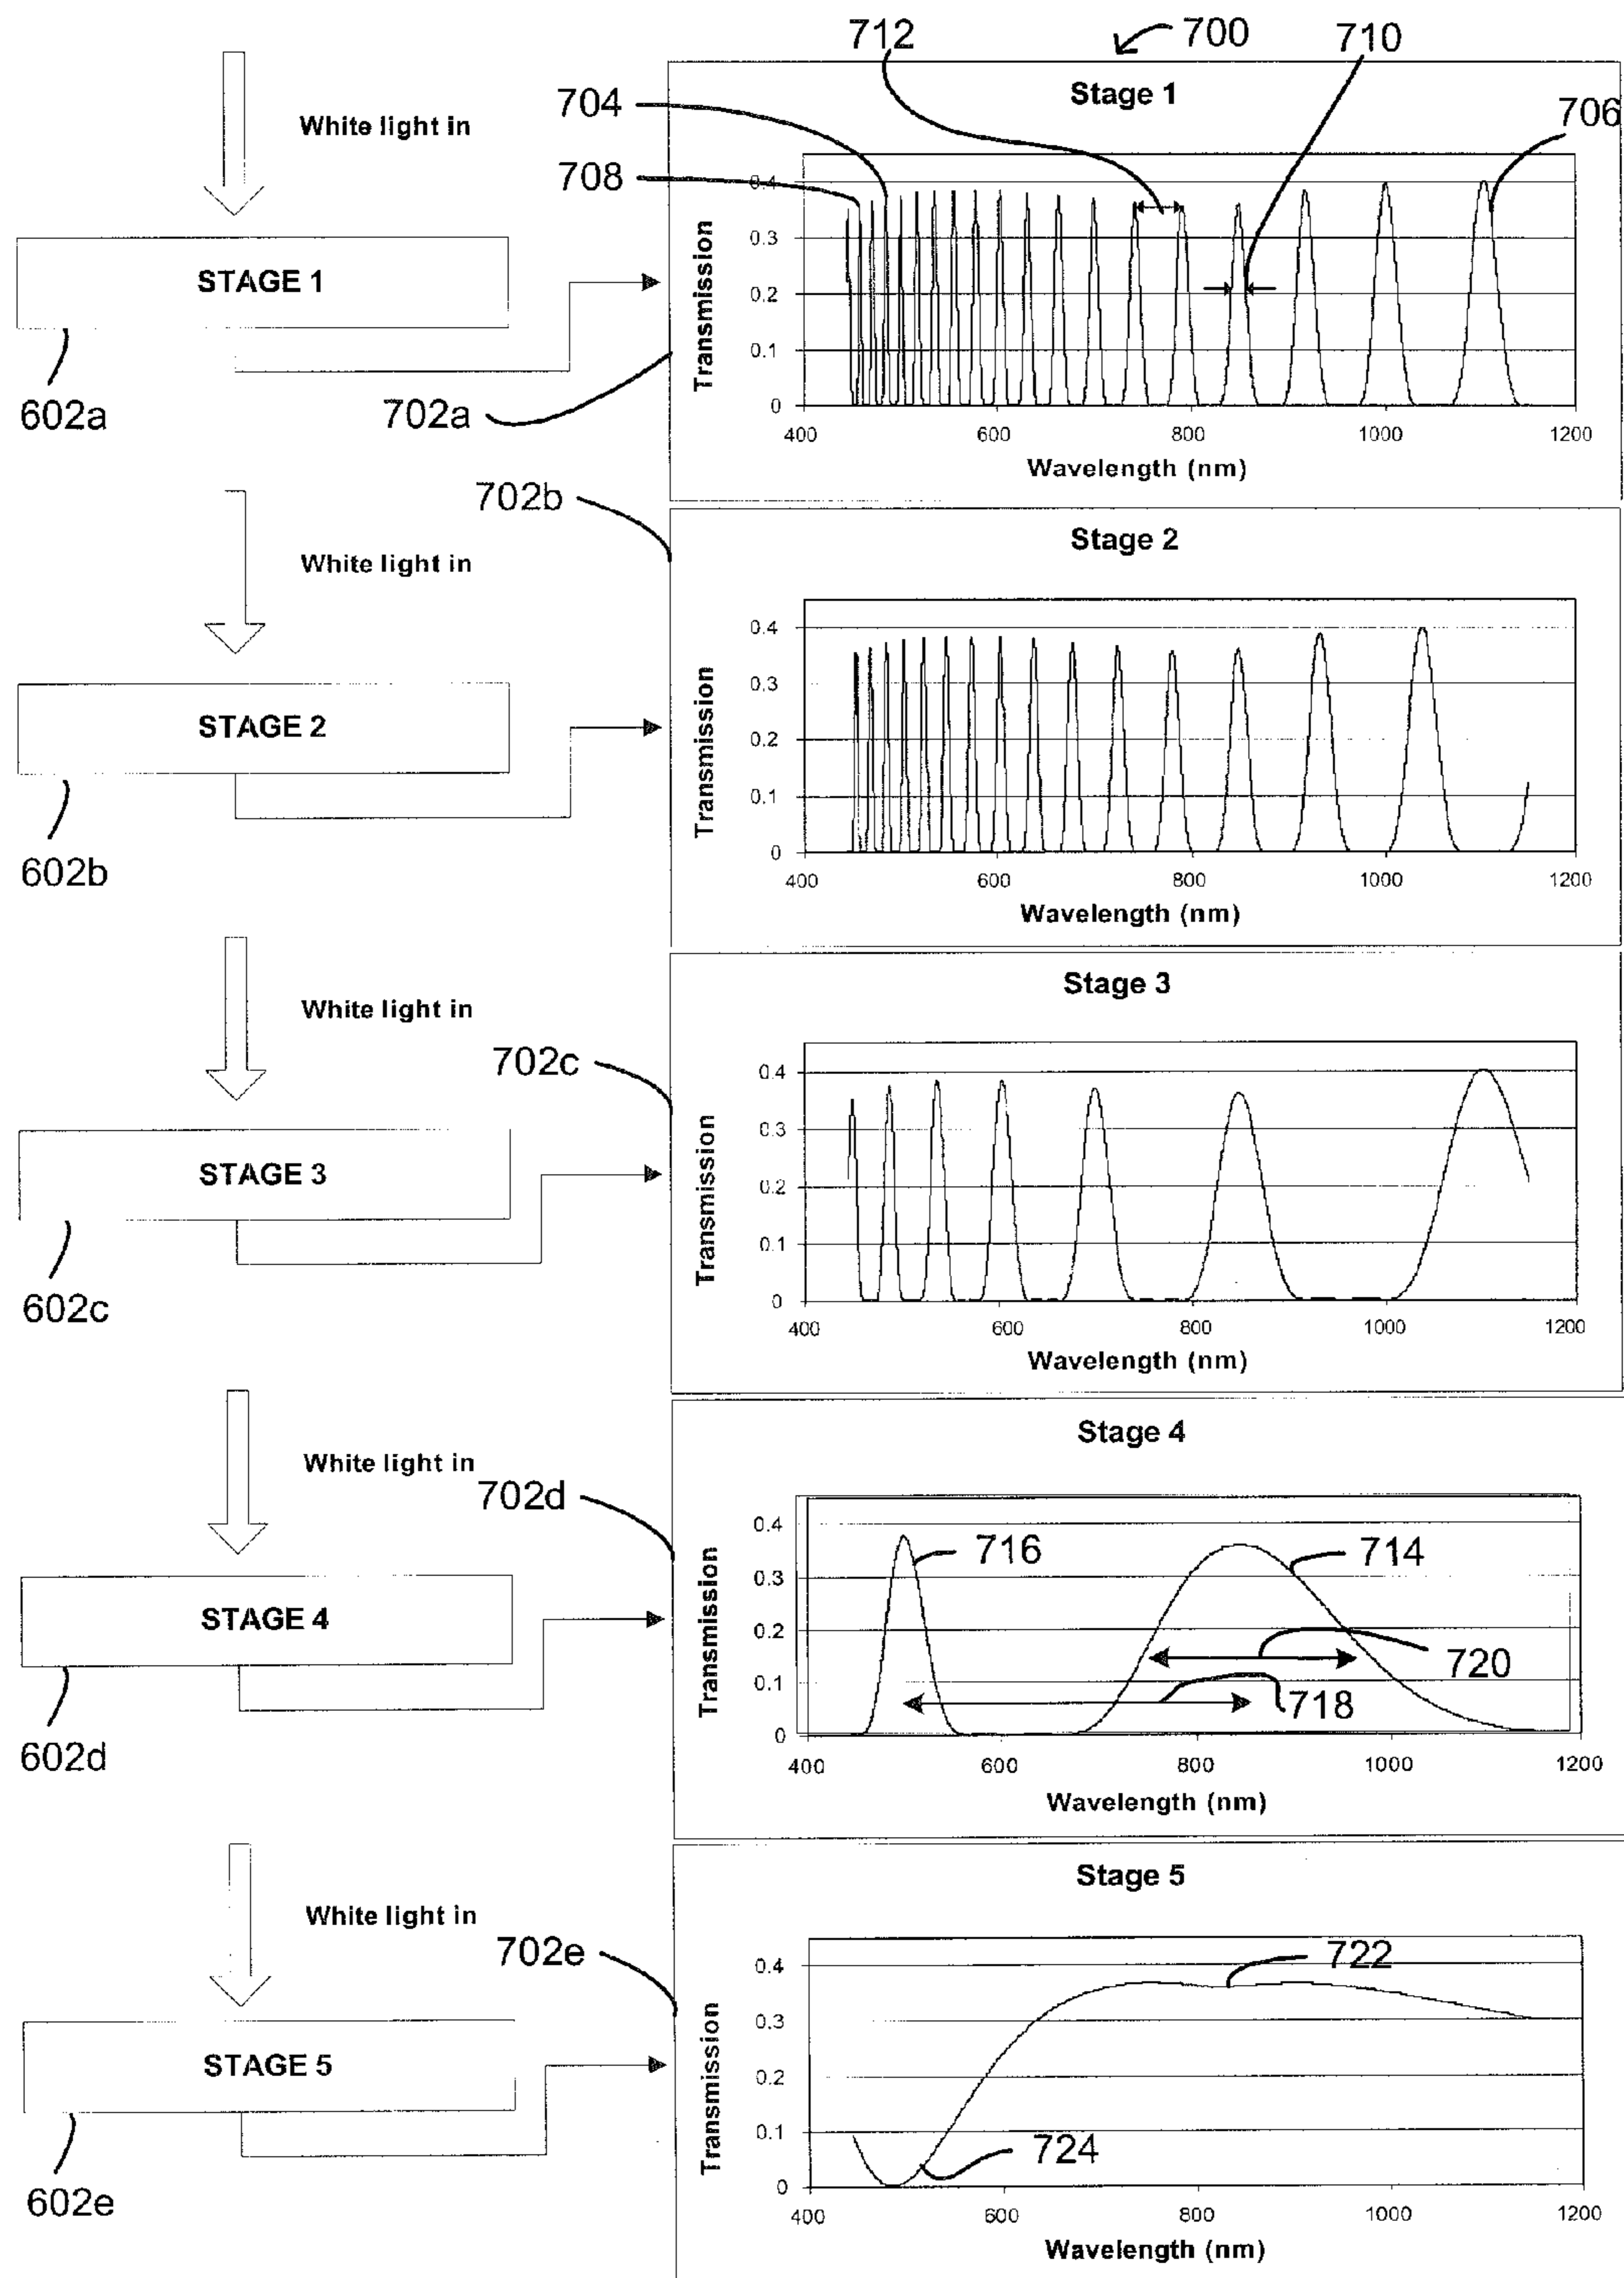 712
700
710
Stage 1
704
White light in
706
708
0.4
0.3
STAGE 1
Transmission
0.2
0.1
0
602a
702a
400
600
800
1000
1200
Wavelength (nm)
702b
Stage 2
White light in
0.4
0.3
STAGE 2
Transmission
0.2
0.1
0
602b
400
600
800
1000
1200
Wavelength (nm)
Stage 3
White light in
702c
0.4
0.3
STAGE 3
Transmission
0.2
0.1
0
602c
400
600
800
1000
1200
Wavelength (nm)
Stage 4
White light in
702d
0.4
716
714
0.3
STAGE 4
Transmission
0.2
720
0.1
718
0
602d
400
600
800
1000
1200
Wavelength (nm)
Stage 5
White light in
702e
722
0.4
0.3
STAGE 5
Transmission
0.2
0.1
724
0
602e
400
600
800
1000
1200
Wavelength (nm)